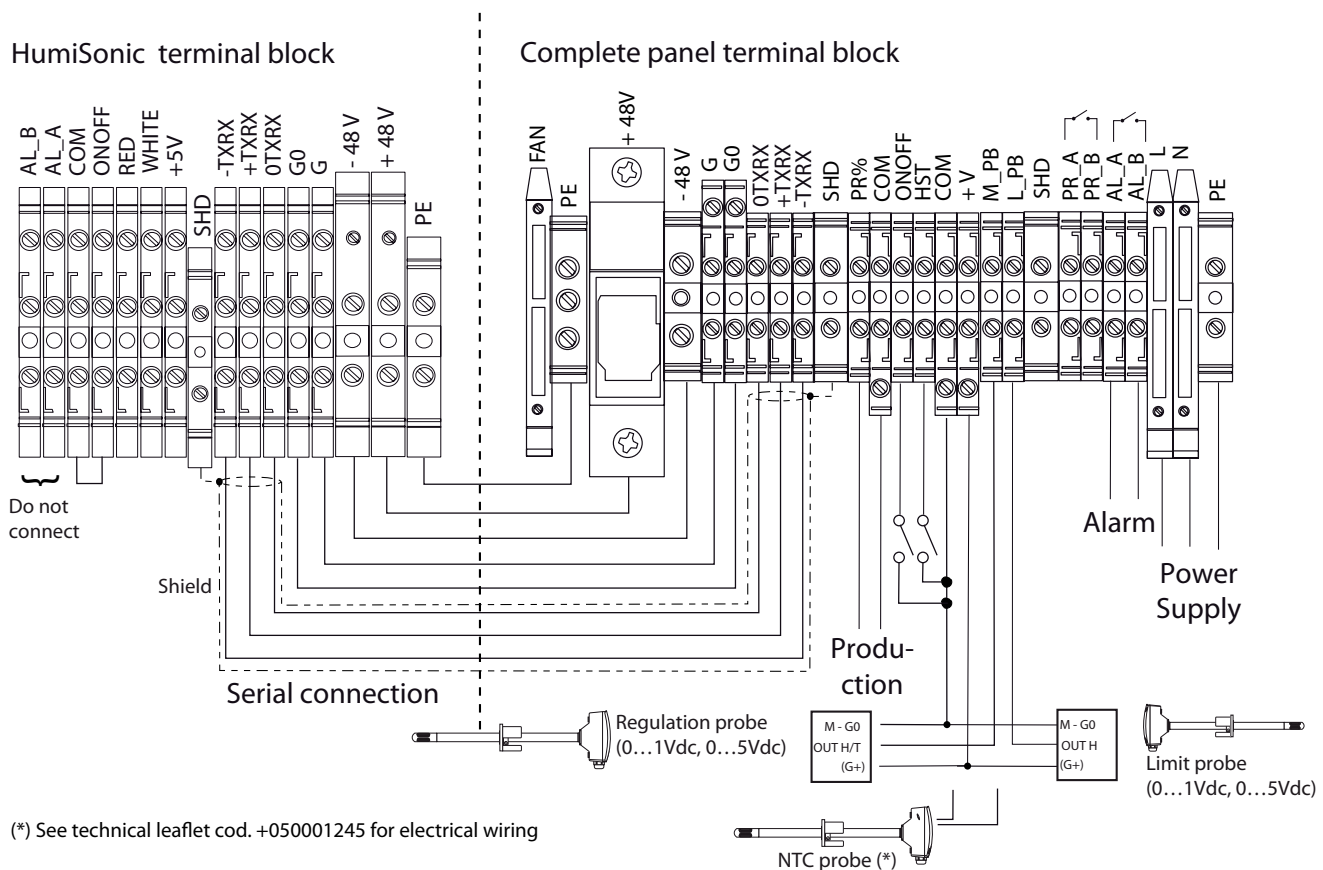 HumiSonic terminal block
Complete panel terminal block
AL_B
AL_A
COM
ONOFF
RED
WHITE
+5V
SHD
-TXRX
+TXRX
0TXRX
G0
G
- 48 V
+ 48 V
PE
FAN
PE
+ 48V
-48 V
G
G0
0TXRX
+TXRX
-TXRX
SHD
PR%
COM
ONOFF
HST
COM
+V
M_PB
L_PB
SHD
PR_A
PR_B
AL_A
AL_B
L
N
PE
Do not
connect
Shield
Serial connection
Alarm
Power
Supply
Produ-
ction
Regulation probe
(0...1Vdc, 0...5Vdc)
M - G0
OUT H/T
(G+)
M - G0
OUT H
(G+)
Limit probe
(0...1Vdc, 0...5Vdc)
NTC probe (*)
(*) See technical leaflet cod. +050001245 for electrical wiring